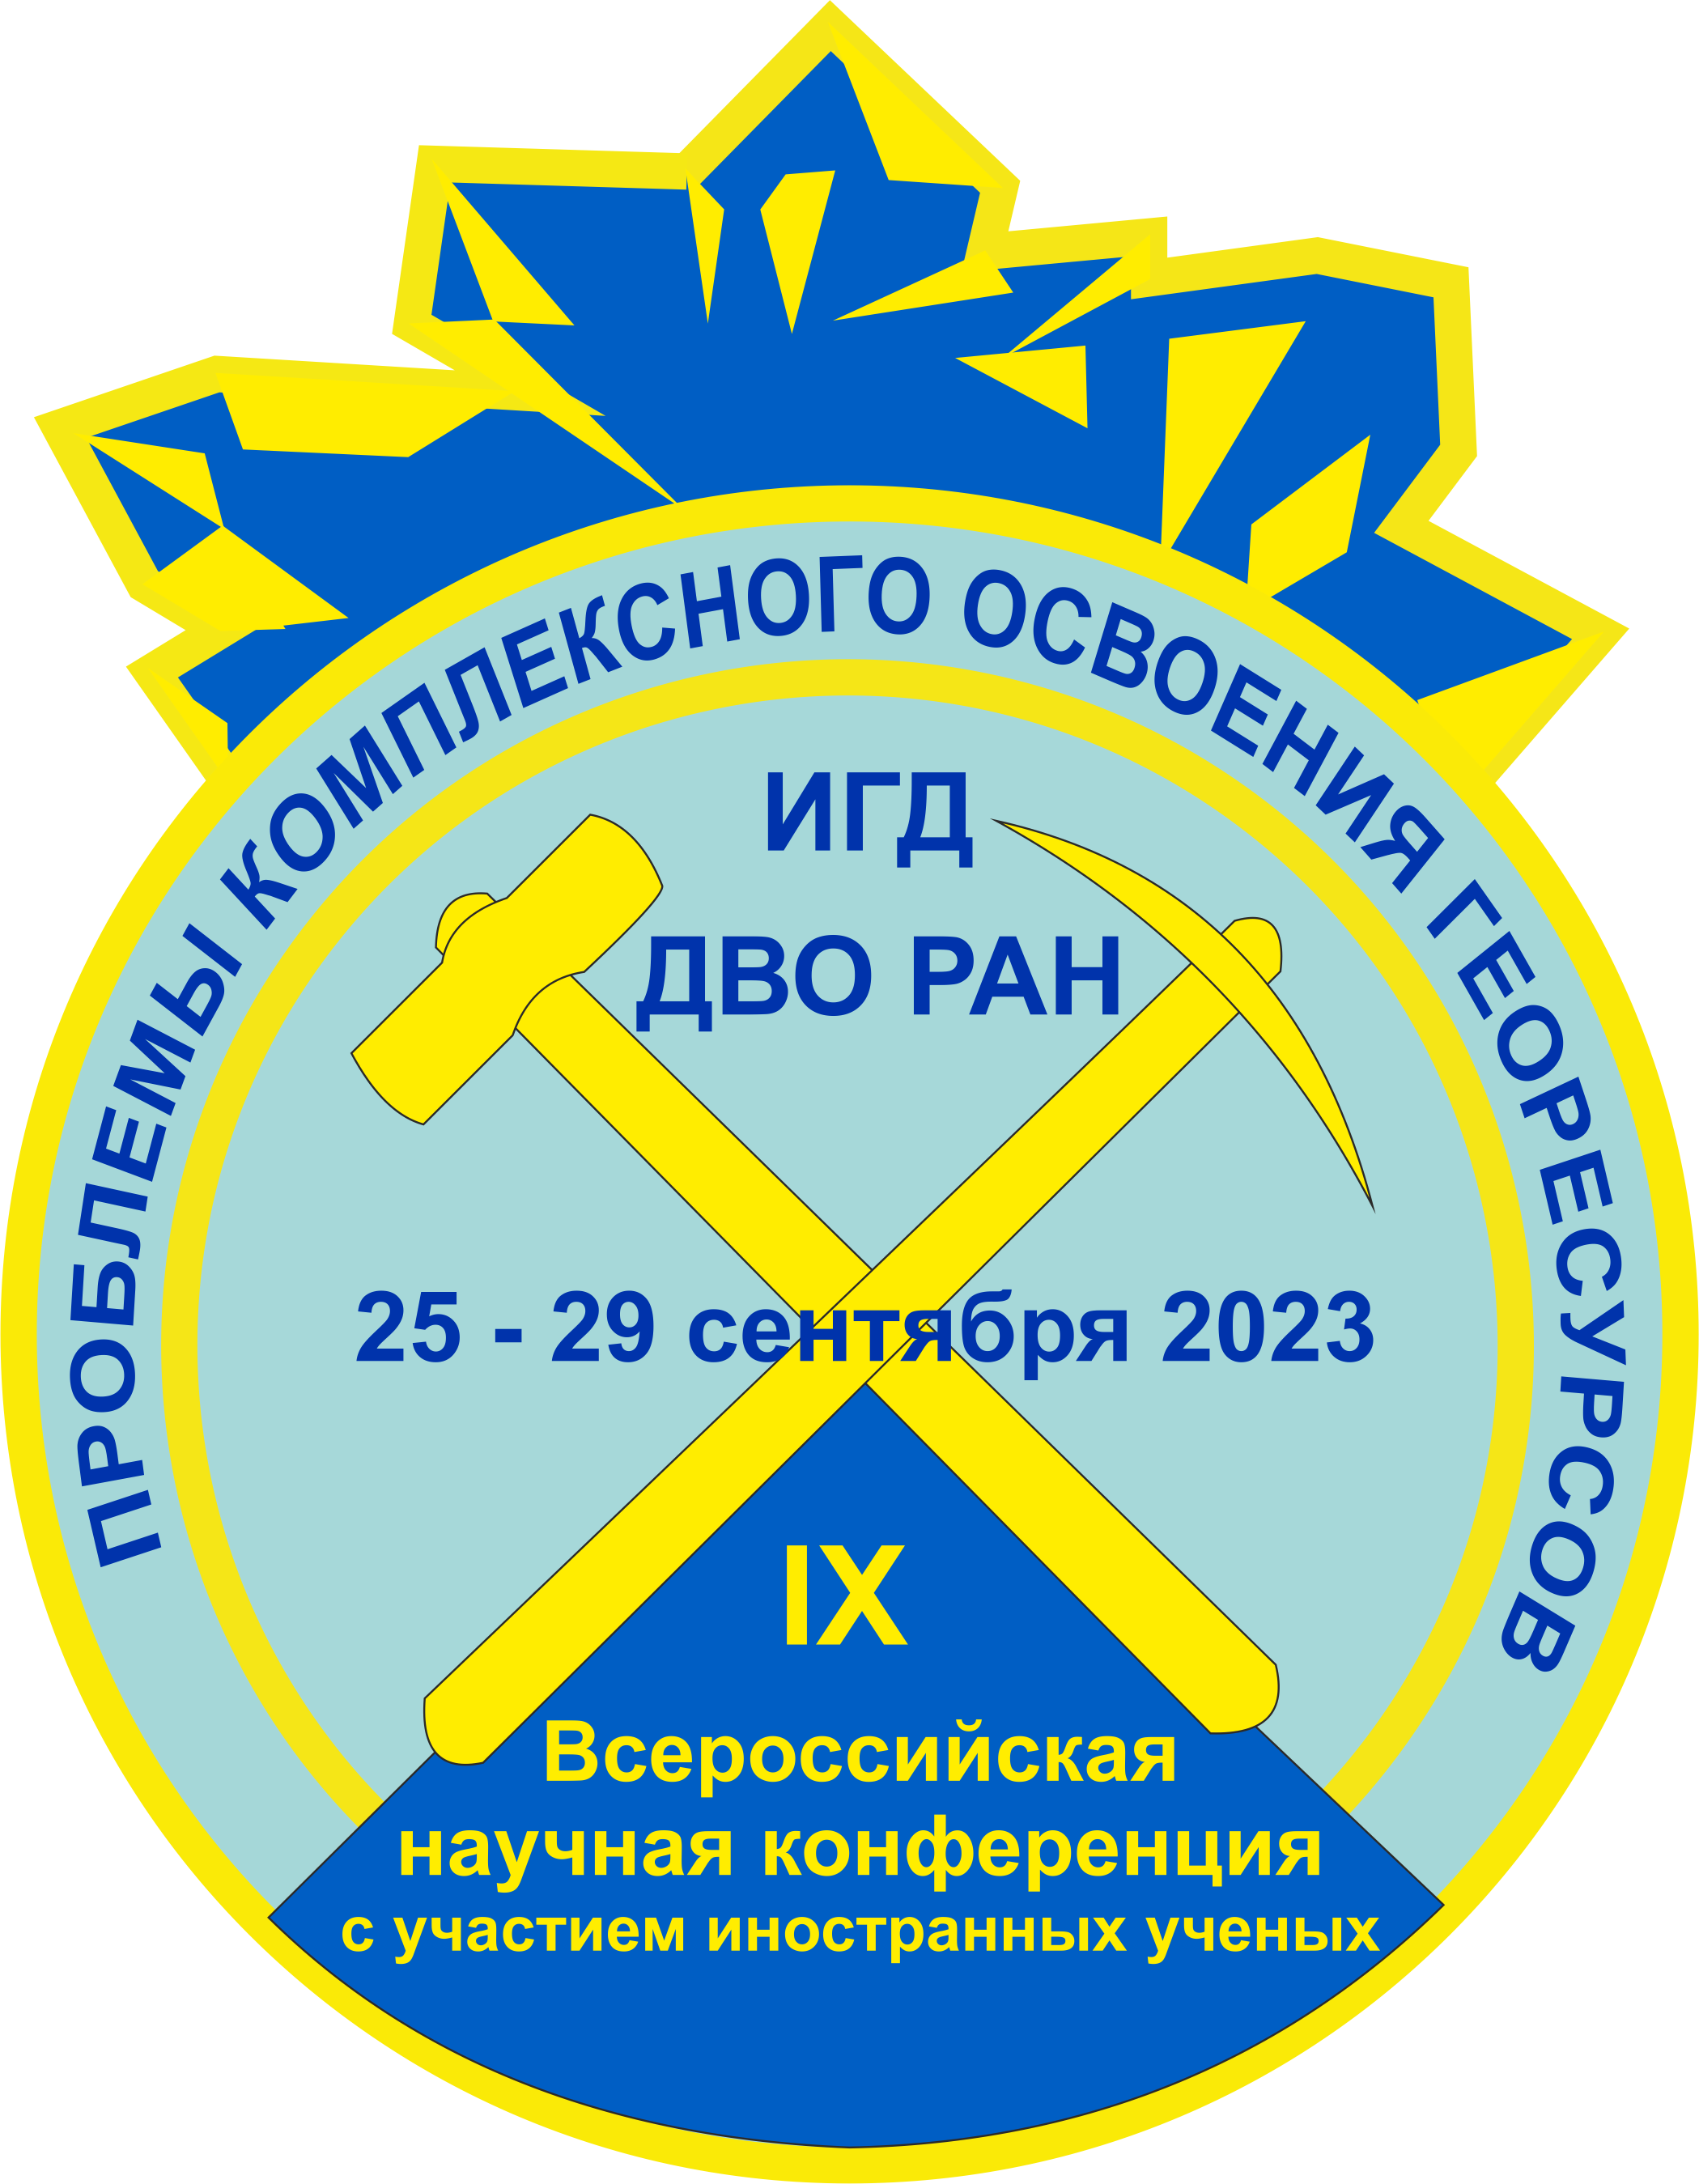 ПРОБЛЕМЫ КОМПЛЕКСНОГО ОСВОЕНИЯ ГЕОРЕСУРСОВ
ИГД
ДВО РАН
25 - 29 сентября 2023
IX
Всероссийская
научная конференция
с участием иностранных ученых